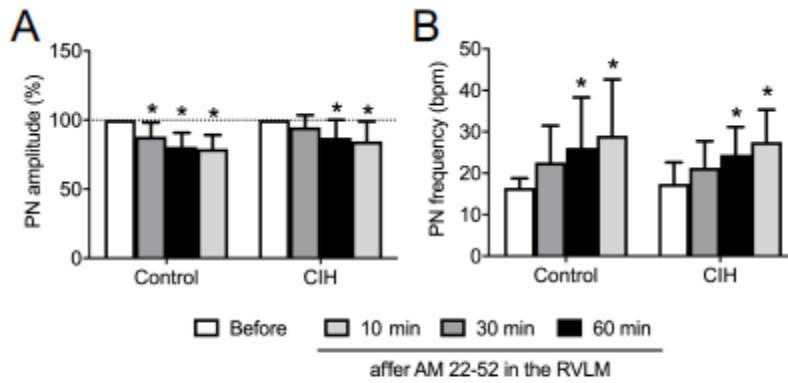 A
PN amplitude (%)
150
100
50
0
* * * * *
Control CIH
B
PN frequency (bpm)
50
40
30
20
10
0
* * * *
Control CIH
Before 10 min 30 min 60 min
affer AM 22-52 in the RVLM